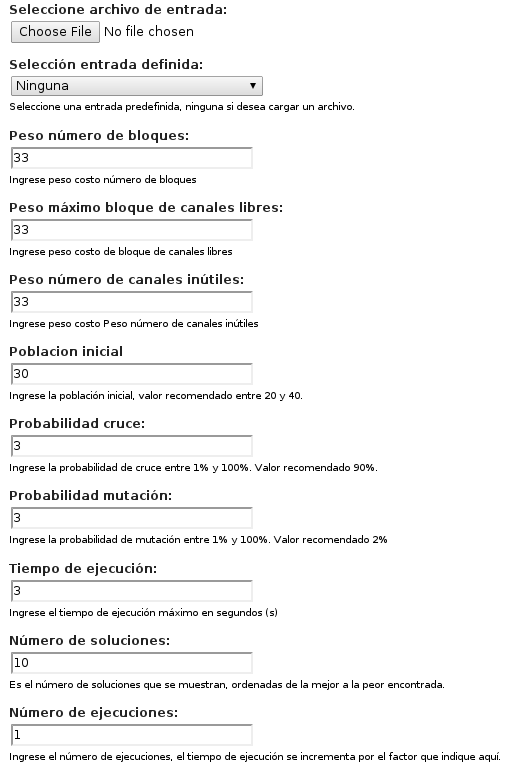 Seleccione archivo de entrada:
Choose File No file chosen
Selección entrada definida:
Ninguna
Seleccione una entrada predefinida, ninguna si desea cargar un archivo.
Peso número de bloques:
33
Ingrese peso costo número de bloques
Peso máximo bloque de canales libres:
33
Ingrese peso costo de bloque de canales libres
Peso número de canales inútiles:
33
Ingrese peso costo Peso número de canales inútiles
Poblacion inicial
30
Ingrese la población inicial, valor recomendado entre 20 y 40.
Probabilidad cruce:
3
Ingrese la probabilidad de cruce entre 1% y 100%. Valor recomendado 90%.
Probabilidad mutación:
3
Ingrese la probabilidad de mutación entre 1% y 100%. Valor recomendado 2%
Tiempo de ejecución:
3
Ingrese el tiempo de ejecución máximo en segundos (s)
Número de soluciones:
10
Es el número de soluciones que se muestran, ordenadas de la mejor a la peor encontrada.
Número de ejecuciones:
1
Ingrese el número de ejecuciones, el tiempo de ejecución se incrementa por el factor que indique aquí.